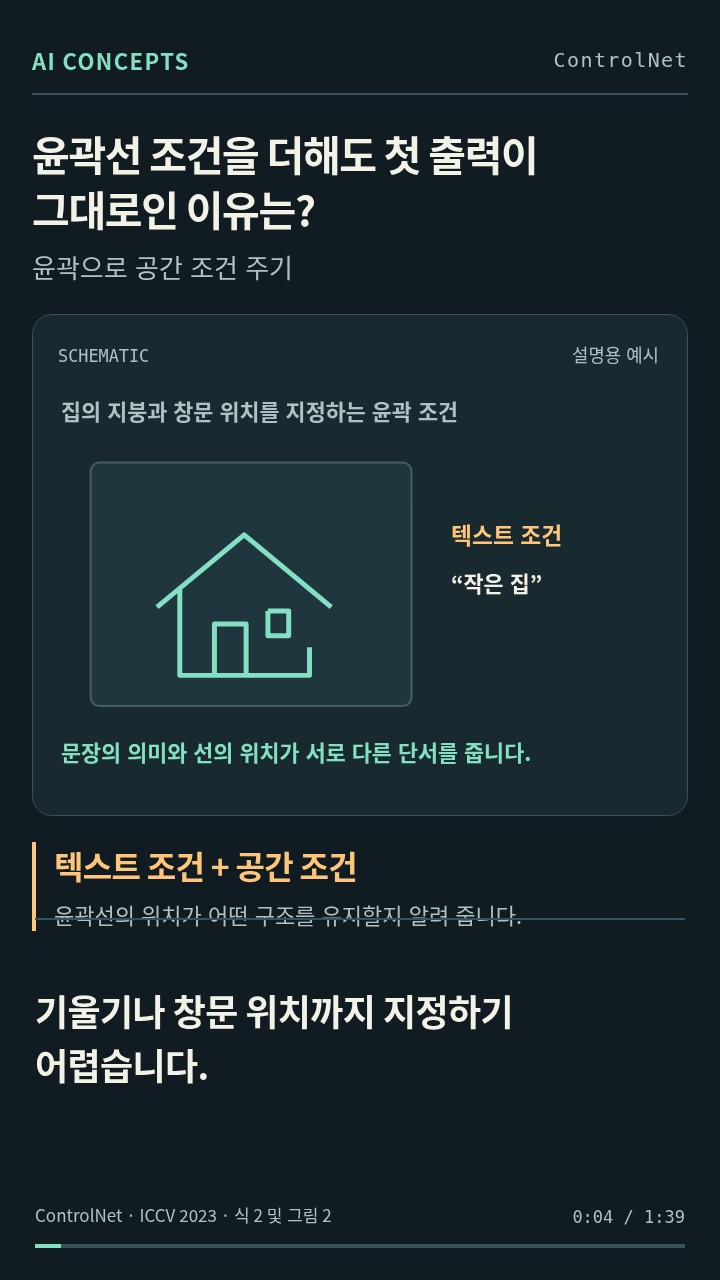 AI CONCEPTS
ControlNet
윤곽선 조건을 더해도 첫 출력이
그대로인 이유는?
윤곽으로 공간 조건 주기
SCHEMATIC
설명용 예시
집의 지붕과 창문 위치를 지정하는 윤곽 조건
텍스트 조건
“작은 집”
문장의 의미와 선의 위치가 서로 다른 단서를 줍니다.
텍스트 조건 + 공간 조건
윤곽선의 위치가 어떤 구조를 유지할지 알려 줍니다.
기울기나 창문 위치까지 지정하기
어렵습니다.
ControlNet · ICCV 2023 · 식 2 및 그림 2
0:04 / 1:39